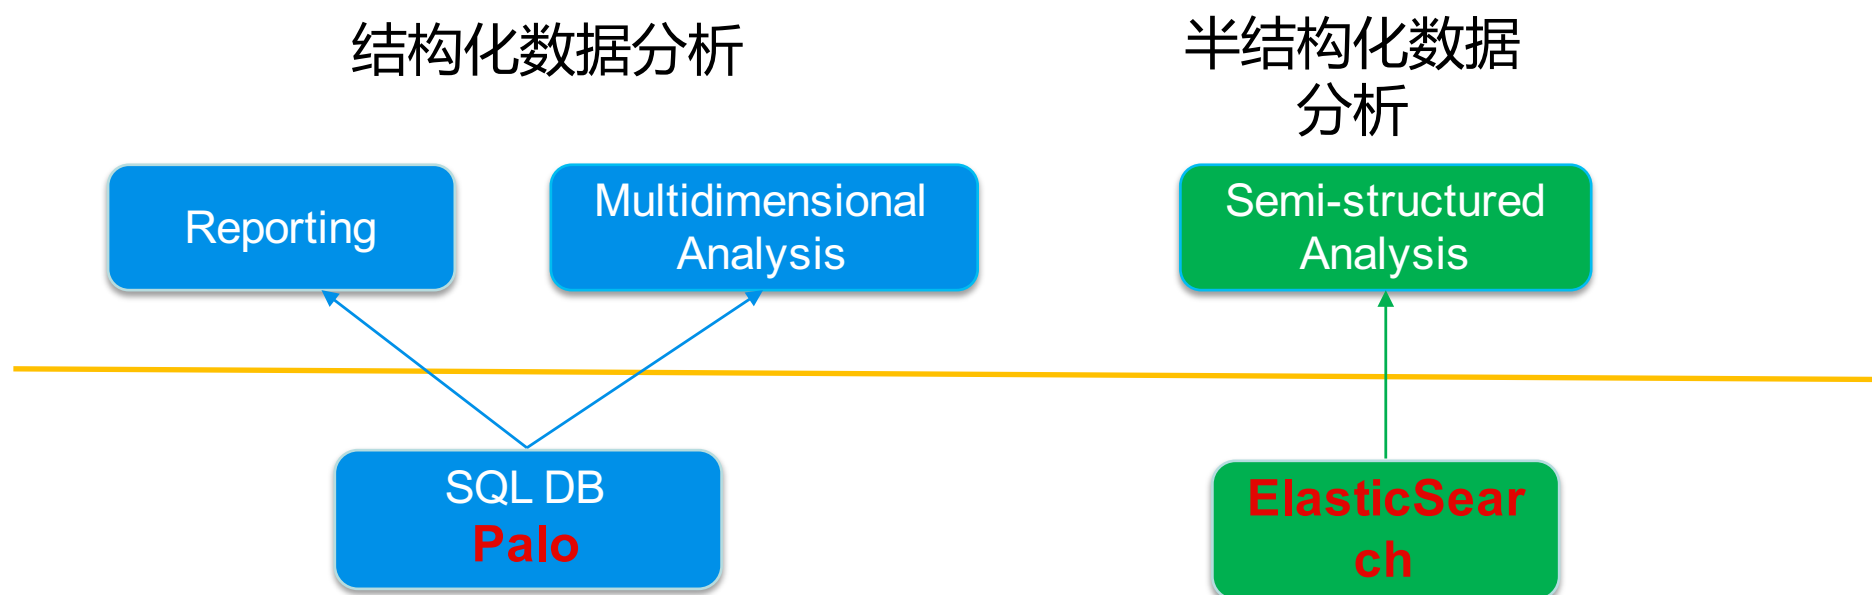 结构化数据分析
半结构化数据
分析
Reporting
Multidimensional
Analysis
Semi-structured
Analysis
SQL DB
Palo
ElasticSear
ch